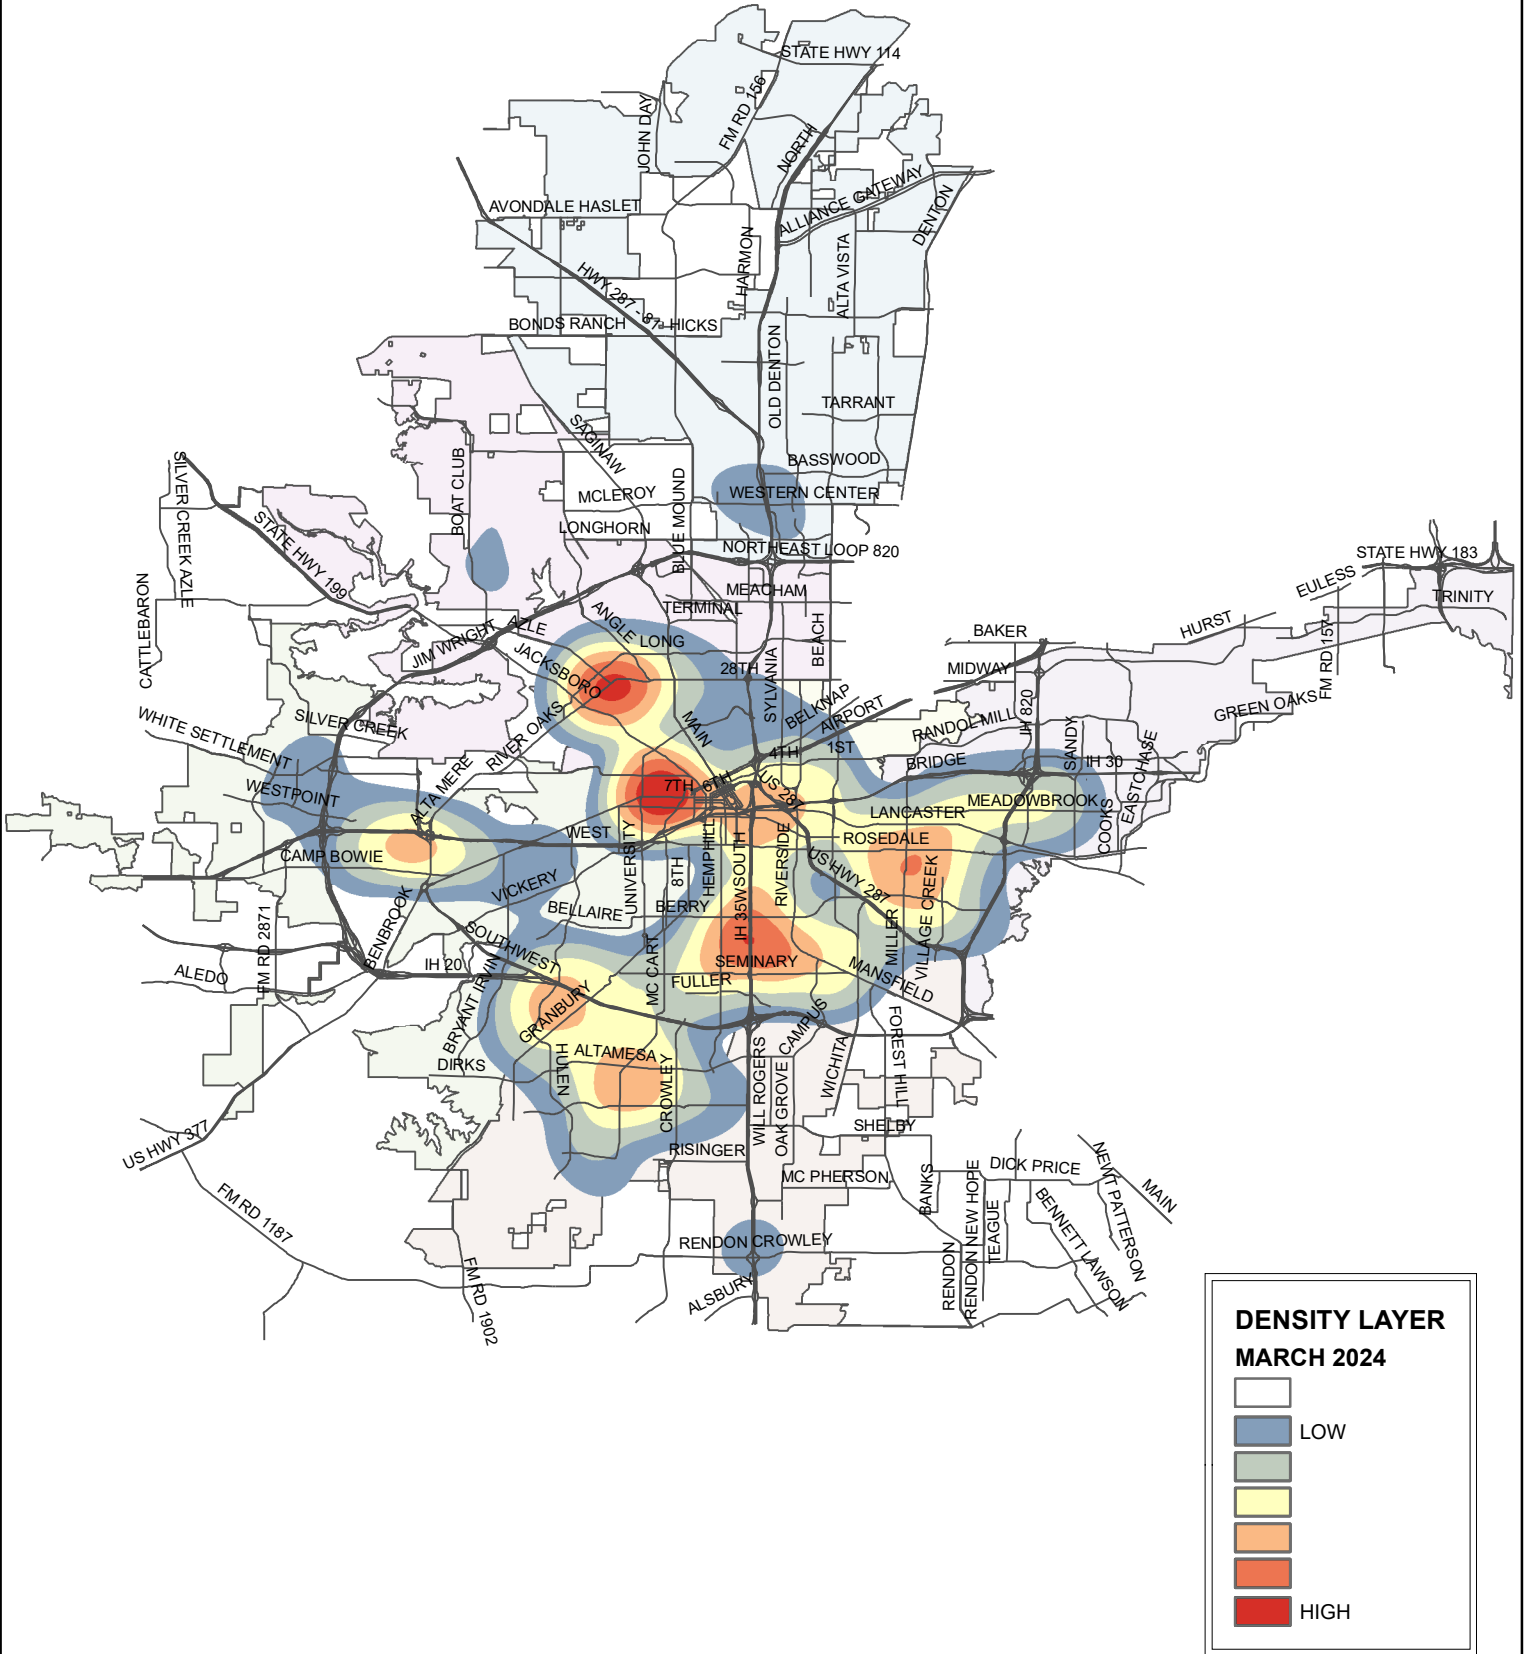 STATE HWY 114
FM RD 156
JOHN DAY
NORTH
ALLIANCE GATEWAY
DENTON
AVONDALE HASLET
HARMON
ALTA VISTA
HWY 287 - 81
HICKS
BONDS RANCH
OLD DENTON
TARRANT
SAGINAW
BASSWOOD
BOAT CLUB
MCLEROY
BLUE MOUND
WESTERN CENTER
SILVER CREEK AZLE
STATE HWY 199
LONGHORN
NORTHEAST LOOP 820
STATE HWY 183
EULESS
TRINITY
MEACHAM
TERMINAL
CATTLEBARON
ANGLE
LONG
BEACH
AZLE
JIM WRIGHT
JACKSBORO
BAKER
HURST
FM RD 157
MIDWAY
28TH
SYLVANIA
BELKNAP
AIRPORT
RANDOL MILL
IH 820
GREEN OAKS
WHITE SETTLEMENT
SILVER CREEK
RIVER OAKS
MAIN
4TH
1ST
BRIDGE
SANDY
IH 30
EASTCHASE
WESTPOINT
ALTA MERE
7TH
6TH
US 287
LANCASTER
MEADOWBROOK
COOKS
WEST
ROSEDALE
CAMP BOWIE
UNIVERSITY
8TH
HEMPHILL
IH 35W SOUTH
RIVERSIDE
US HWY 287
VILLAGE CREEK
VICKERY
BELLAIRE
BERRY
MILLER
FM RD 2871
BENBROOK
SOUTHWEST
ALEDO
IH 20
BRYANT IRVIN
MC CART
FULLER
SEMINARY
MANSFIELD
GRANBURY
CAMPUS
FOREST HILL
DIRKS
HULEN
ALTAMESA
CROWLEY
WILL ROGERS
OAK GROVE
WICHITA
US HWY 377
RISINGER
SHELBY
MC PHERSON
BANKS
DICK PRICE
NEWT PATTERSON
MAIN
FM RD 1187
RENDON NEW HOPE
TEAGUE
BENNETT LAWSON
RENDON CROWLEY
RENDON
ALSBURY
FM RD 1902
DENSITY LAYER
MARCH 2024
LOW
HIGH